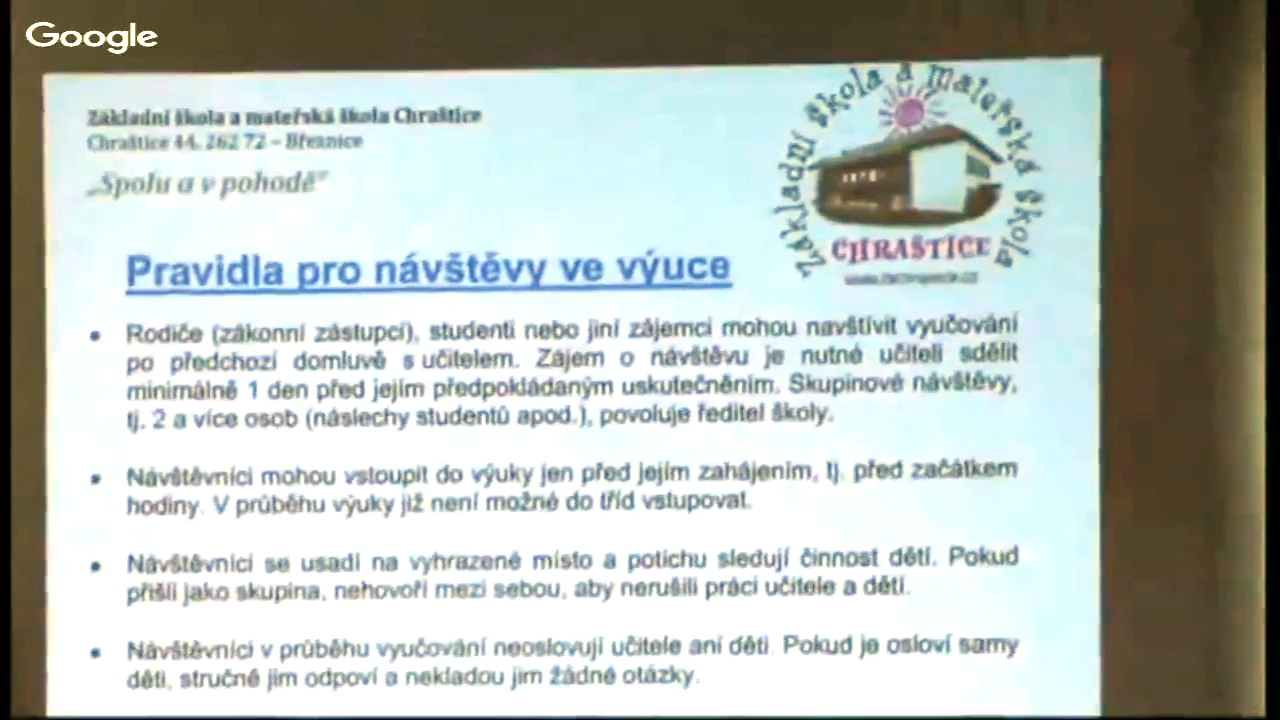 Google
Základní škola a mateřská škola Chraštice
Chraštice 44, 262 72 – Březnice
„Spolu a v pohodě"
Základní škola a mateřská škola
CHRAŠTICE
Pravidla pro návštěvy ve výuce
• Rodiče (zákonní zástupci), studenti nebo jiní zájemci mohou navštívit vyučování
po předchozí domluvě s učitelem. Zájem o návštěvu je nutné učiteli sdělit
minimálně 1 den před jejím předpokládaným uskutečněním. Skupinové návštěvy,
tj. 2 a více osob (náslechy studentů apod.), povoluje ředitel školy.
• Návštěvníci mohou vstoupit do výuky jen před jejím zahájením, tj. před začátkem
hodiny. V průběhu výuky již není možné do tříd vstupovat.
• Návštěvníci se usadí na vyhrazené místo a potichu sledují činnost dětí. Pokud
přišli jako skupina, nehovoří mezi sebou, aby nerušili práci učitele a dětí.
• Návštěvníci v průběhu vyučování neoslovují učitele ani děti. Pokud je osloví samy
děti, stručně jim odpoví a nekladou jim žádné otázky.